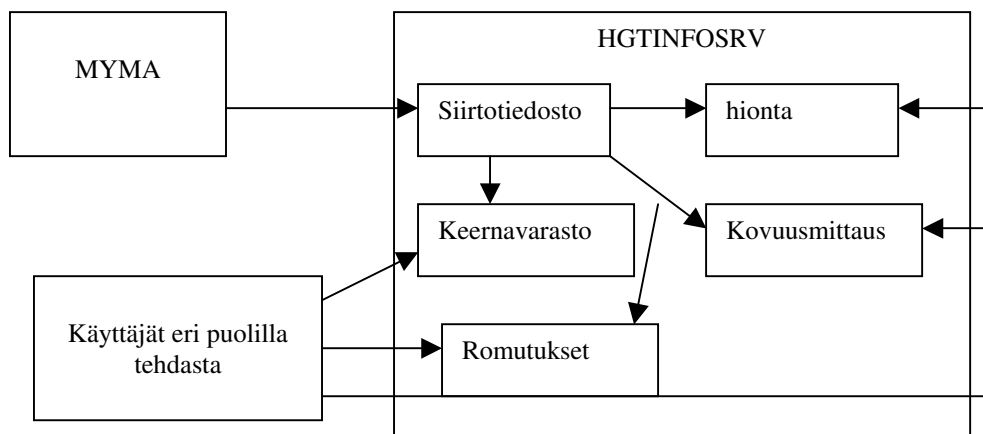 HGTINFOSRV
MYMA
Siirtotiedosto
hionta
Keernavarasto
Kovuusmittaus
Käyttäjät eri puolilla
tehdasta
Romutukset